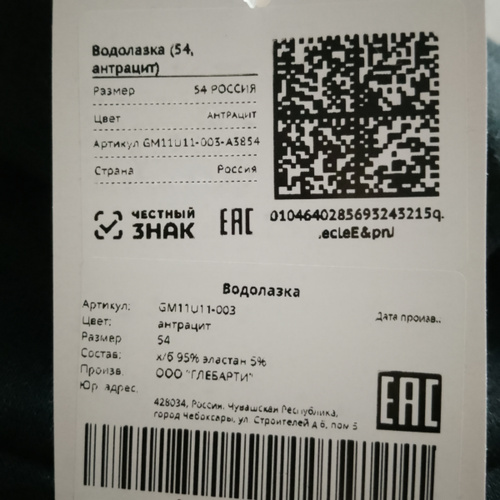 Водолазка (54,
антрацит)
Размер 54 РОССИЯ
Цвет Антрацит
Артикул GM11U11-003-A3854
Страна Россия
ЧЕСТНЫЙ
ЗНАК
EAC
0104640285693243215q.
.ecLeE&pnJ
Водолазка
Артикул: GM11U11-003
Дата произв..
Цвет: антрацит
Размер 54
Состав: х/б 95% эластан 5%
Произв. ООО "ГЛЕБАРТИ"
Юр. адрес:
428034, Россия, Чувашская Республика,
город Чебоксары, ул. Строителей д 6, пом 5
EAC